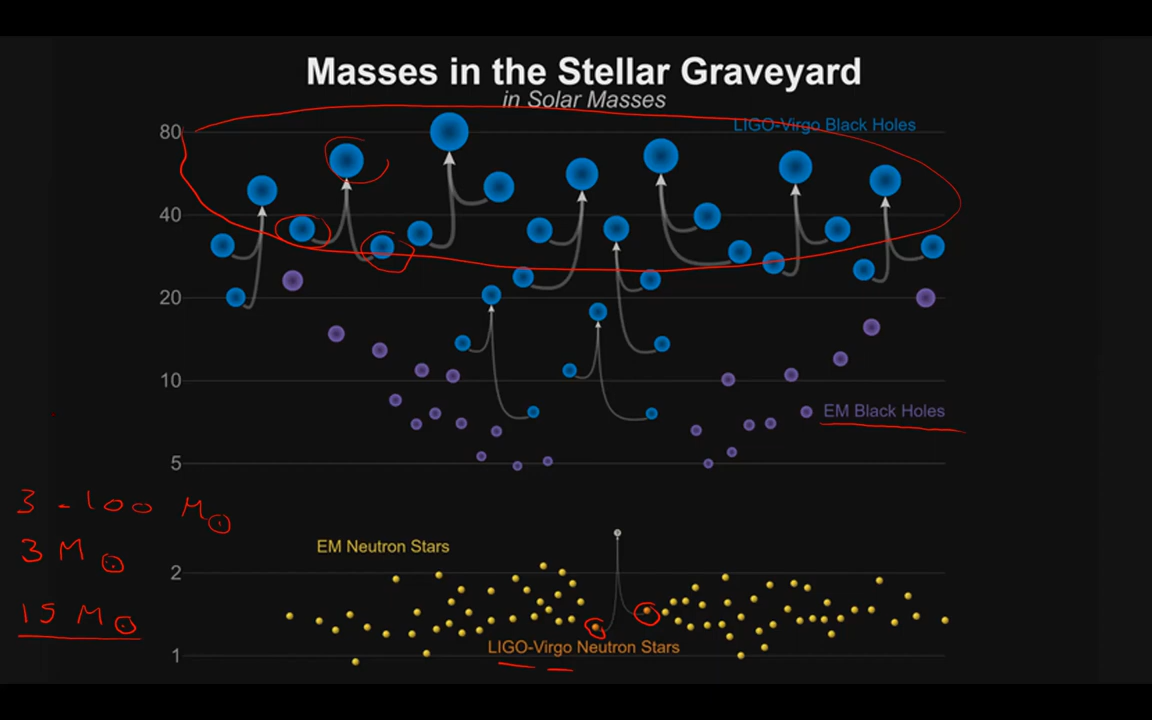 Masses in the Stellar Graveyard
in Solar Masses
LIGO-Virgo Black Holes
80
40
20
10
EM Black Holes
5
3 - 100 M☉
3 M☉
EM Neutron Stars
2
15 M☉
LIGO-Virgo Neutron Stars
1